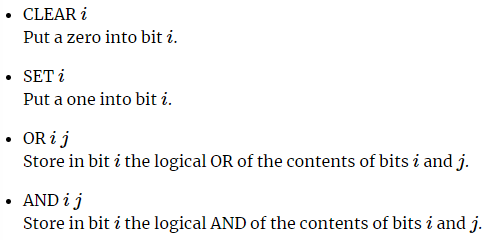 • CLEAR i
Put a zero into bit i.
• SET i
Put a one into bit i.
• OR i j
Store in bit i the logical OR of the contents of bits i and j.
• AND i j
Store in bit i the logical AND of the contents of bits i and j.